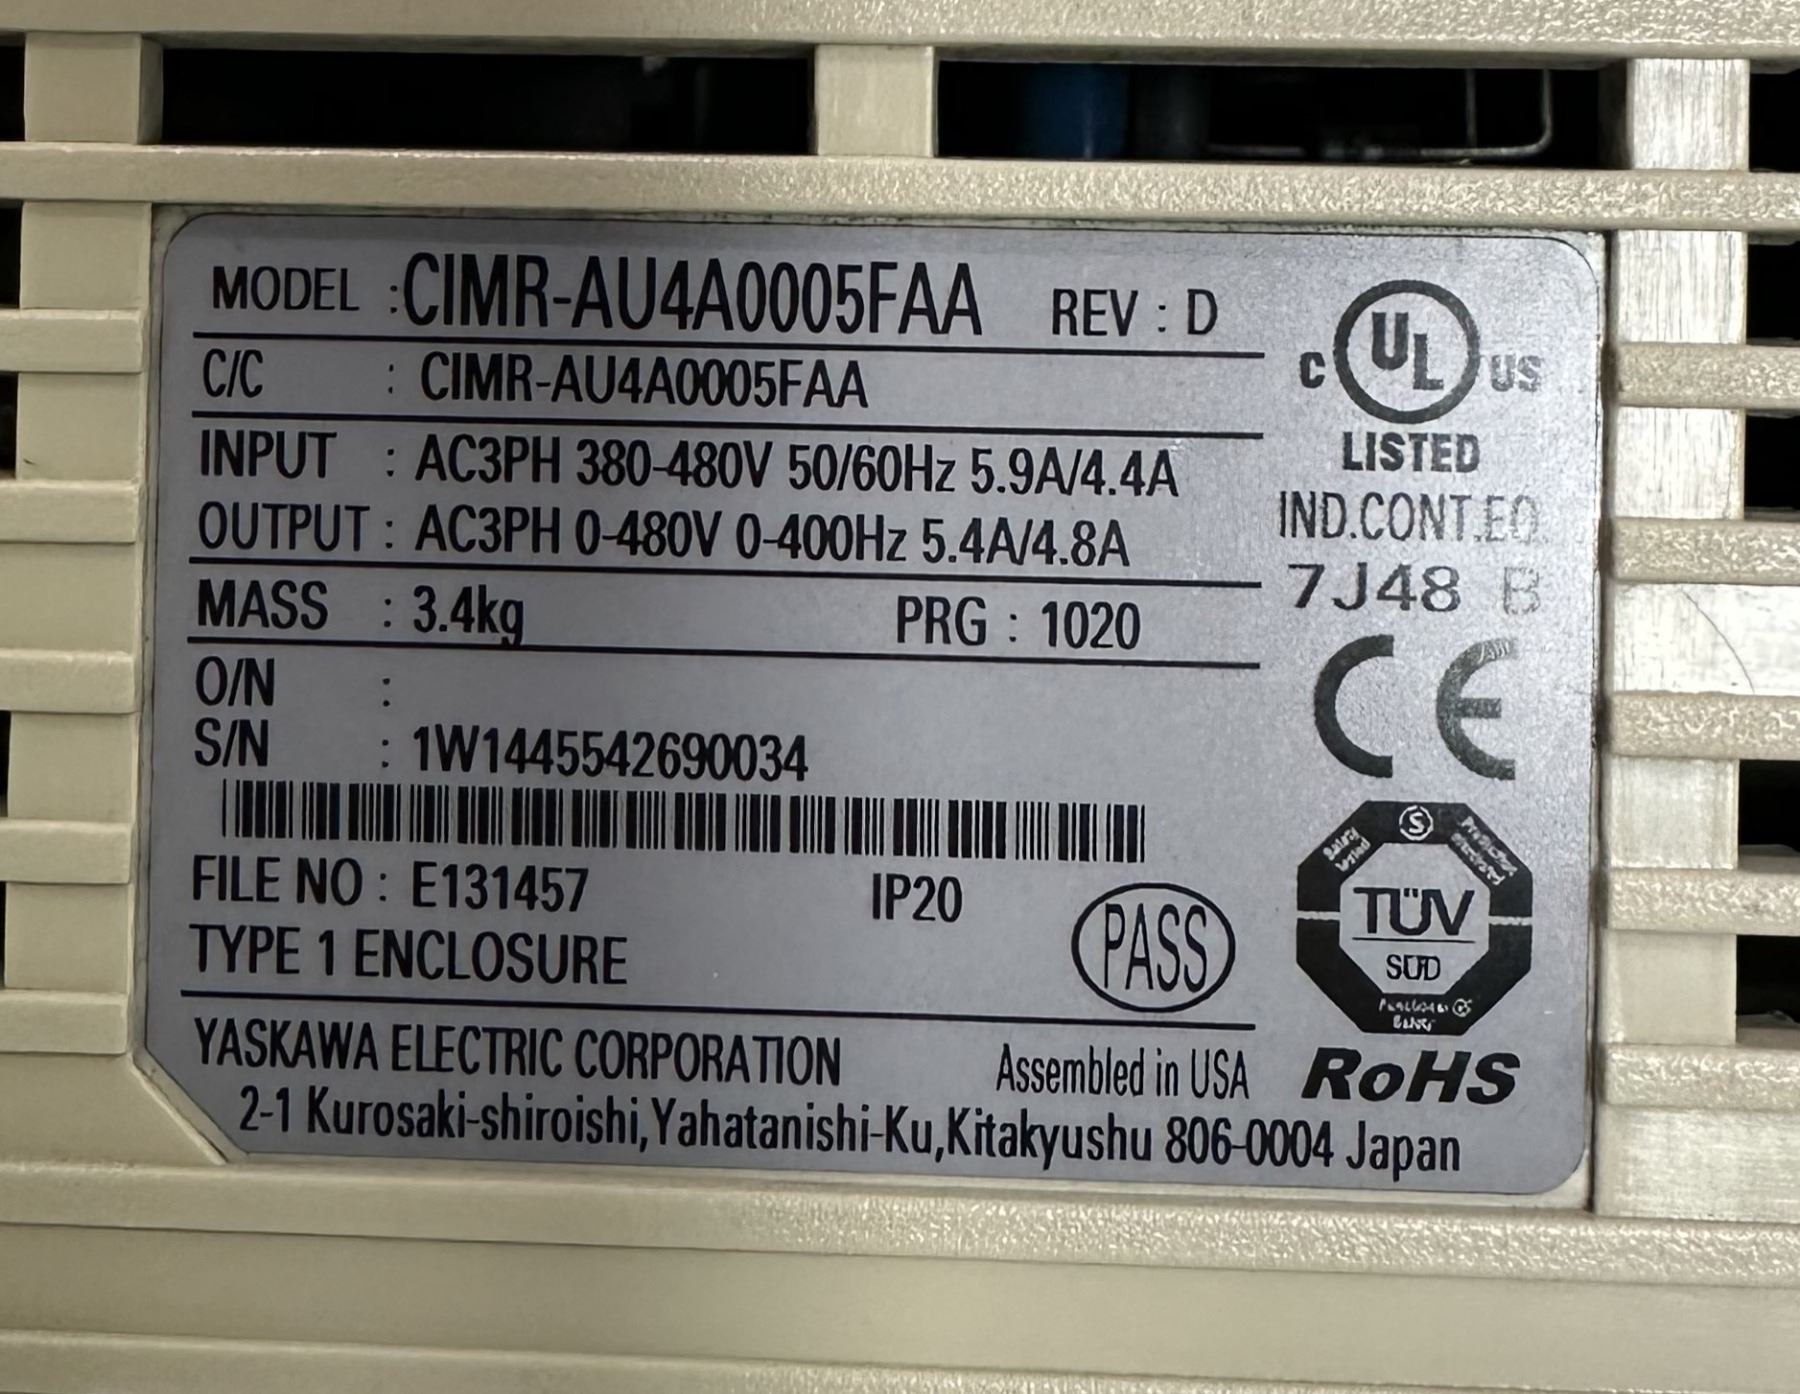 MODEL :CIMR-AU4A0005FAA REV : D
C/C : CIMR-AU4A0005FAA
INPUT : AC3PH 380-480V 50/60Hz 5.9A/4.4A
OUTPUT : AC3PH 0-480V 0-400Hz 5.4A/4.8A
MASS : 3.4kg PRG : 1020
O/N :
S/N : 1W1445542690034
FILE NO : E131457 IP20
TYPE 1 ENCLOSURE
PASS
YASKAWA ELECTRIC CORPORATION Assembled in USA
2-1 Kurosaki-shiroishi,Yahatanishi-Ku,Kitakyushu 806-0004 Japan
C UL US
LISTED
IND.CONT.EQ.
7J48 B
CE
S
TÜV
SUD
RoHS